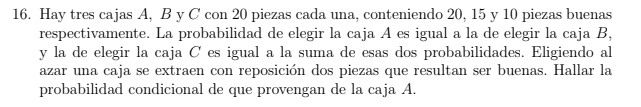 16. Hay tres cajas A, B y C con 20 piezas cada una, conteniendo 20, 15 y 10 piezas buenas
respectivamente. La probabilidad de elegir la caja A es igual a la de elegir la caja B,
y la de elegir la caja C es igual a la suma de esas dos probabilidades. Eligiendo al
azar una caja se extraen con reposición dos piezas que resultan ser buenas. Hallar la
probabilidad condicional de que provengan de la caja A.